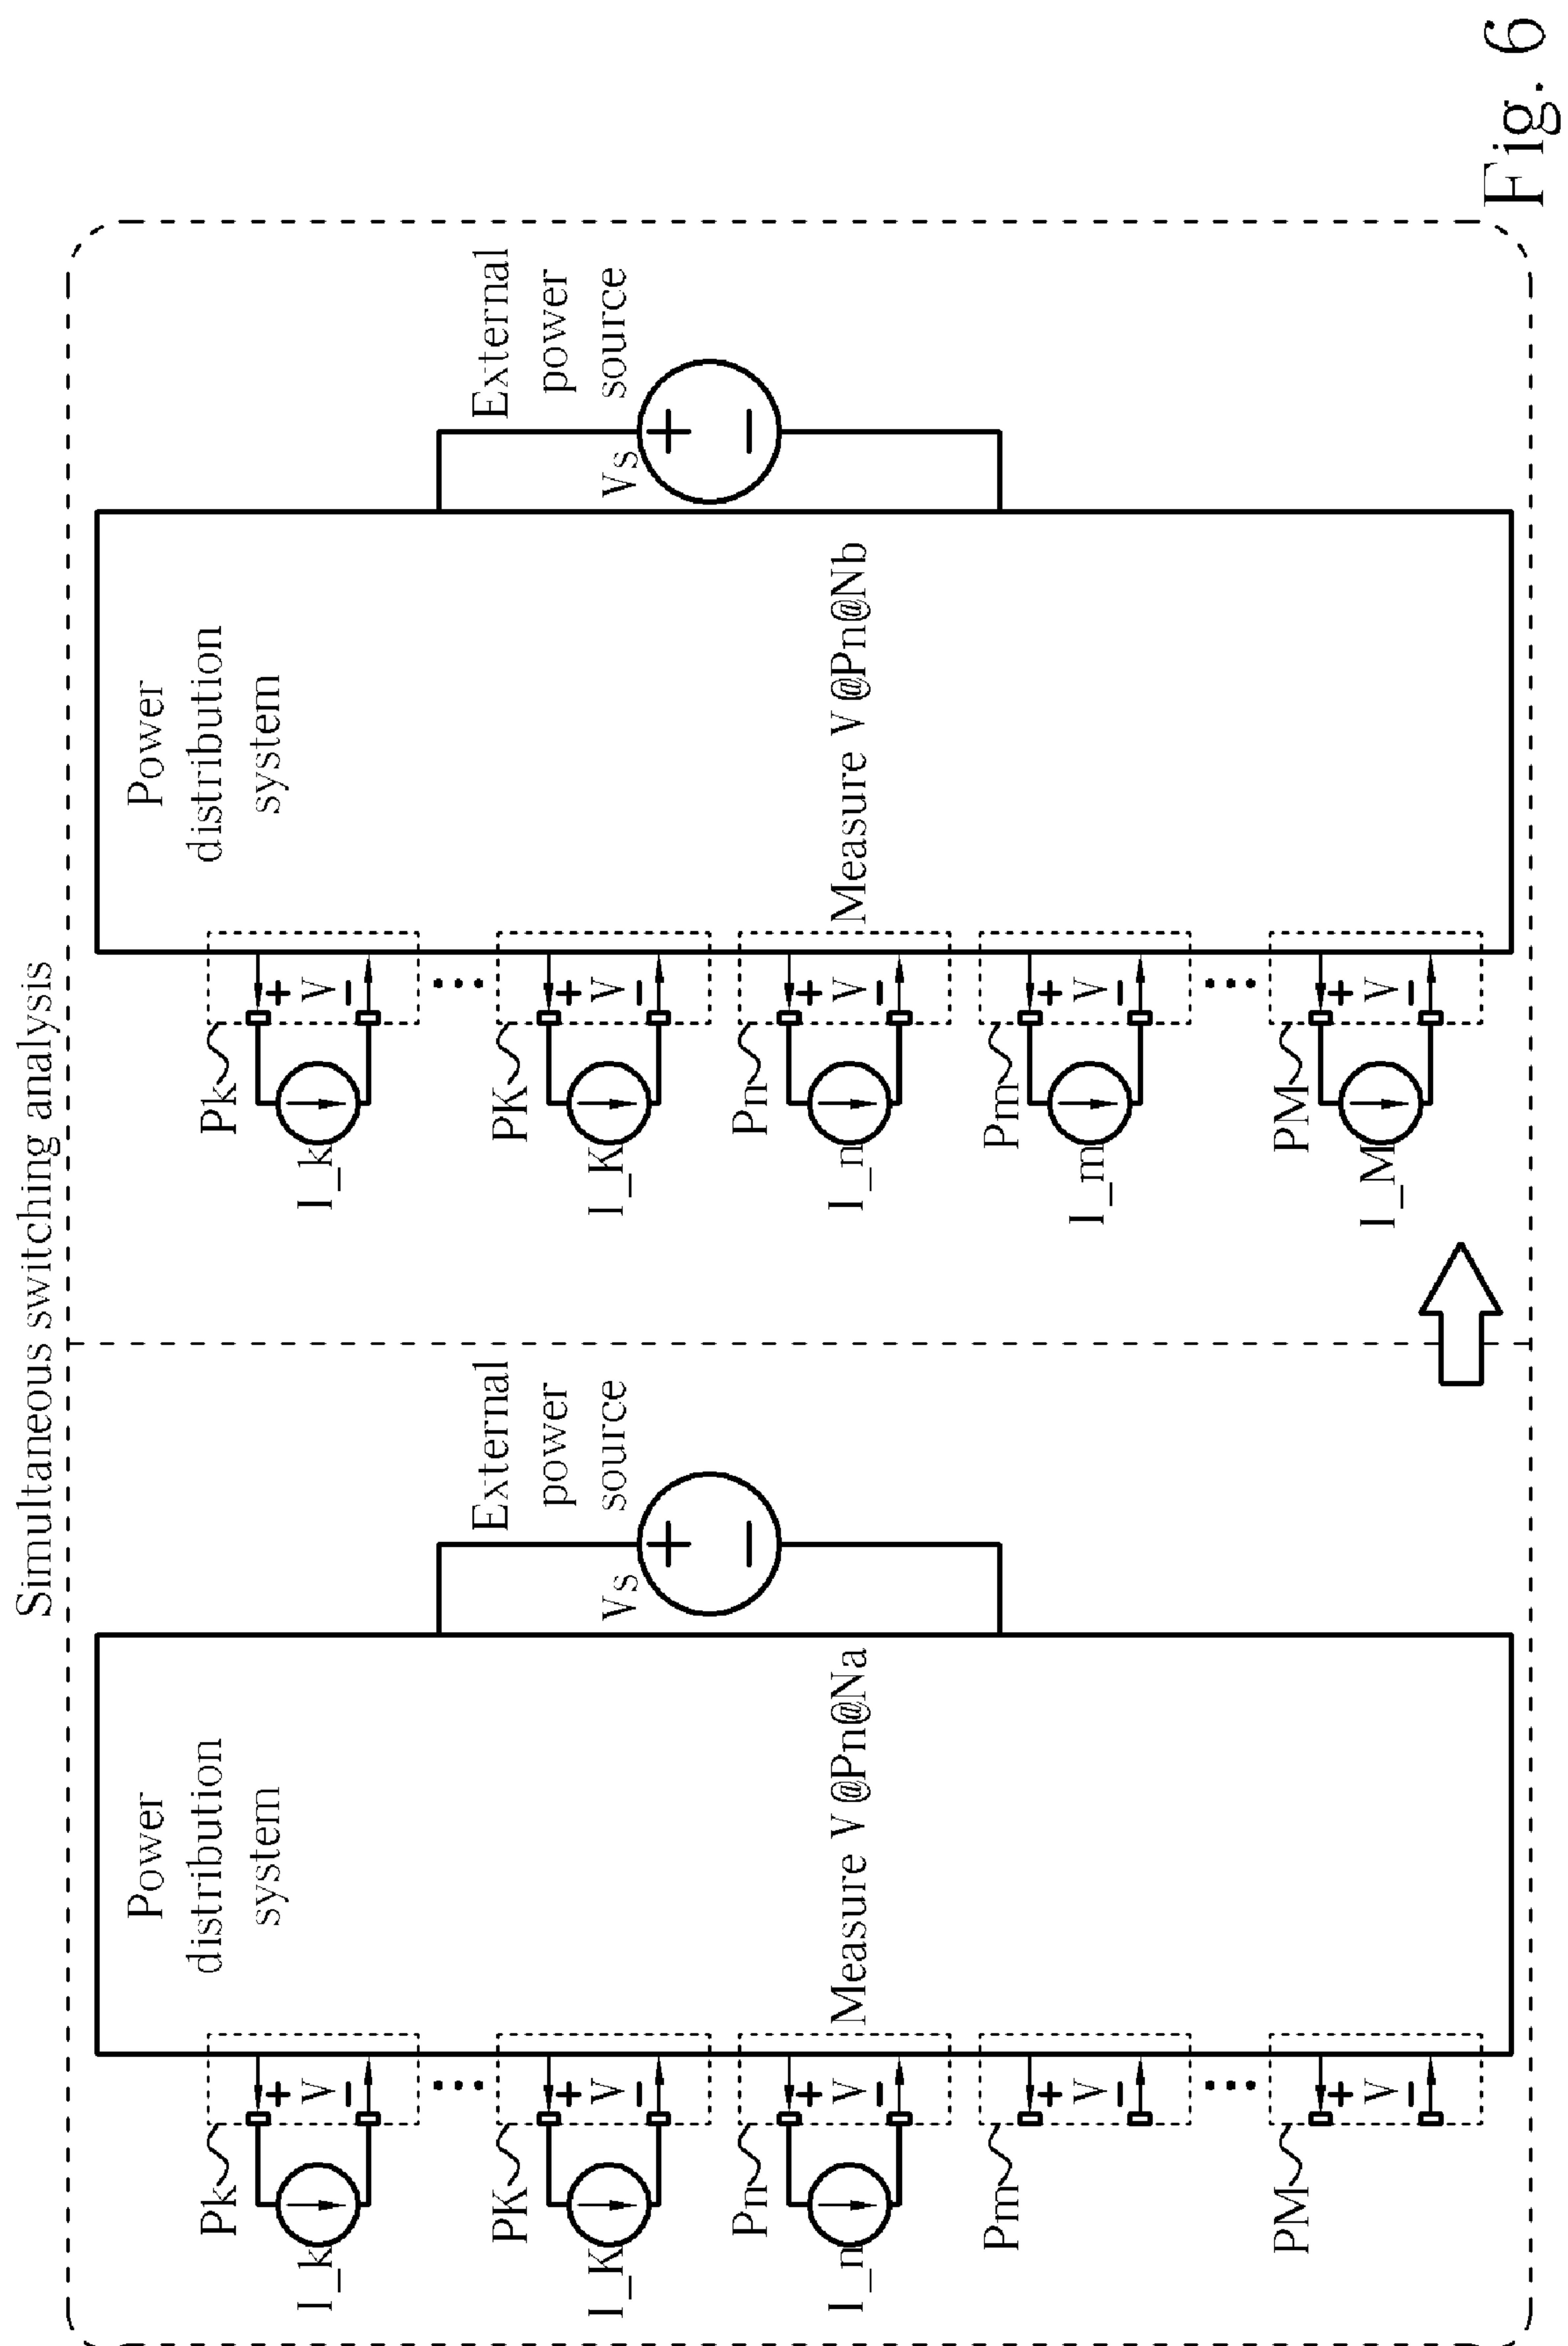 Simultaneous switching analysis
Power
distribution
system
External
power
source
Vs
+
−
Measure V@Pn@Na
Pk
I_k
+ V −
...
PK
I_K
+ V −
Pn
I_n
+ V −
Pm
+ V −
...
PM
+ V −
Power
distribution
system
External
power
source
Vs
+
−
Measure V@Pn@Nb
Pk
I_k
+ V −
...
PK
I_K
+ V −
Pn
I_n
+ V −
Pm
I_m
+ V −
...
PM
I_M
+ V −
Fig. 6